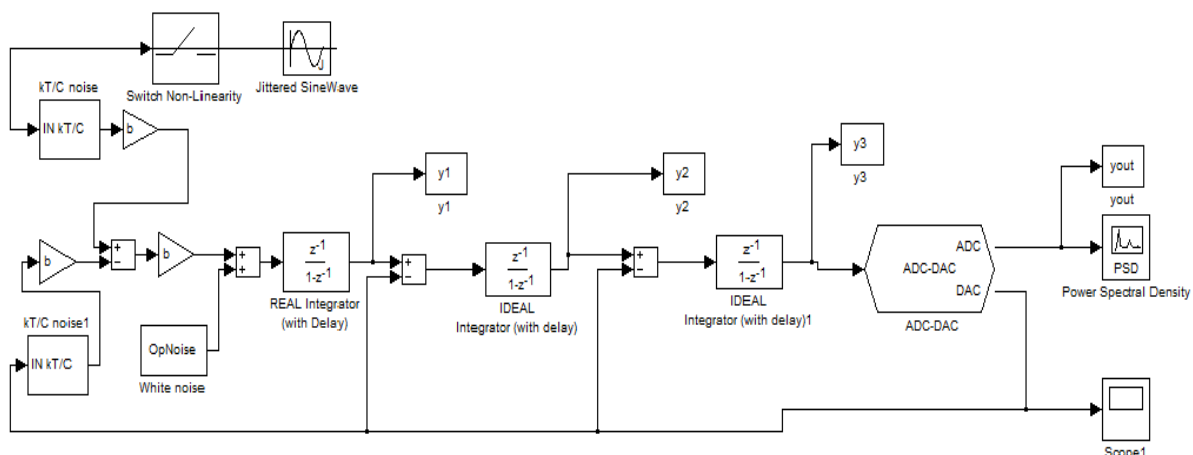 Switch Non-Linearity
Jittered SineWave
kT/C noise
IN kT/C
b
y1
y1
y2
y2
y3
y3
yout
yout
b
+
−
b
+
+
z-1
1-z-1
REAL Integrator
(with Delay)
+
−
z-1
1-z-1
IDEAL
Integrator (with delay)
+
−
z-1
1-z-1
IDEAL
Integrator (with delay)1
ADC
ADC-DAC
DAC
ADC-DAC
PSD
Power Spectral Density
kT/C noise1
IN kT/C
OpNoise
White noise
Scope1